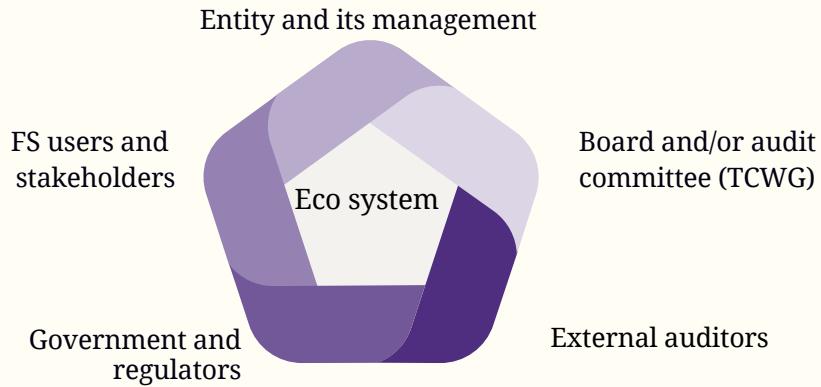 Entity and its management
FS users and
stakeholders
Board and/or audit
committee (TCWG)
Eco system
Government and
regulators
External auditors